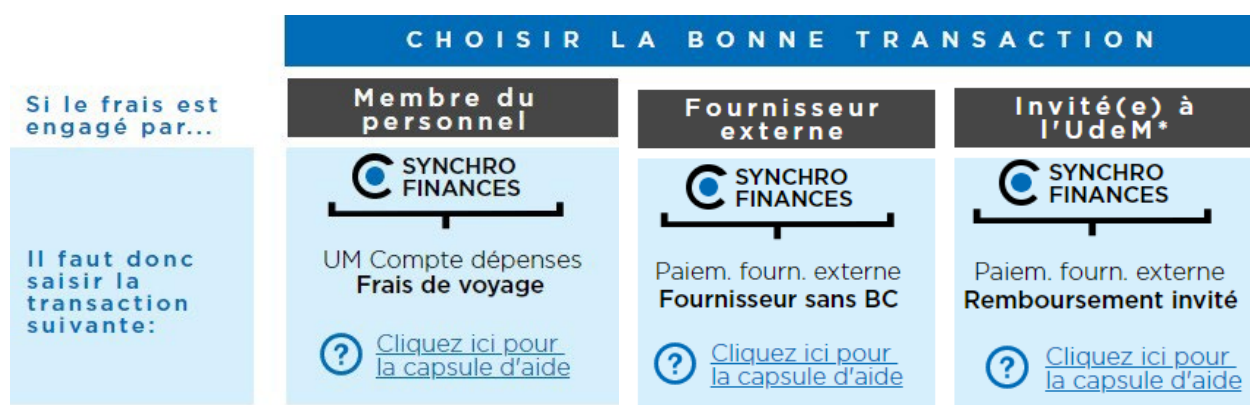 CHOISIR LA BONNE TRANSACTION
Si le frais est
engagé par...
Membre du
personnel
Fournisseur
externe
Invité(e) à
l'UdeM*
Il faut donc
saisir la
transaction
suivante:
SYNCHRO
FINANCES
UM Compte dépenses
Frais de voyage
? Cliquez ici pour
la capsule d'aide
SYNCHRO
FINANCES
Paiem. fourn. externe
Fournisseur sans BC
? Cliquez ici pour
la capsule d'aide
SYNCHRO
FINANCES
Paiem. fourn. externe
Remboursement invité
? Cliquez ici pour
la capsule d'aide